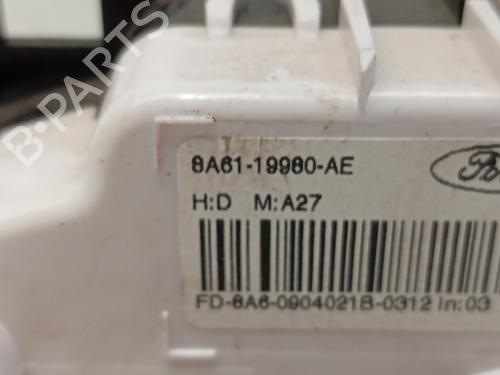 B-PARTS
8A61-19980-AE
H:D M:A27
FD-8A6-0904021B-0312 In:03